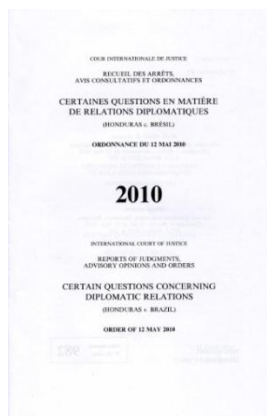 COUR INTERNATIONALE DE JUSTICE
RECUEIL DES ARRÊTS,
AVIS CONSULTATIFS ET ORDONNANCES
CERTAINES QUESTIONS EN MATIÈRE
DE RELATIONS DIPLOMATIQUES
(HONDURAS c. BRÉSIL)
ORDONNANCE DU 12 MAI 2010
2010
INTERNATIONAL COURT OF JUSTICE
REPORTS OF JUDGMENTS,
ADVISORY OPINIONS AND ORDERS
CERTAIN QUESTIONS CONCERNING
DIPLOMATIC RELATIONS
(HONDURAS v. BRAZIL)
ORDER OF 12 MAY 2010